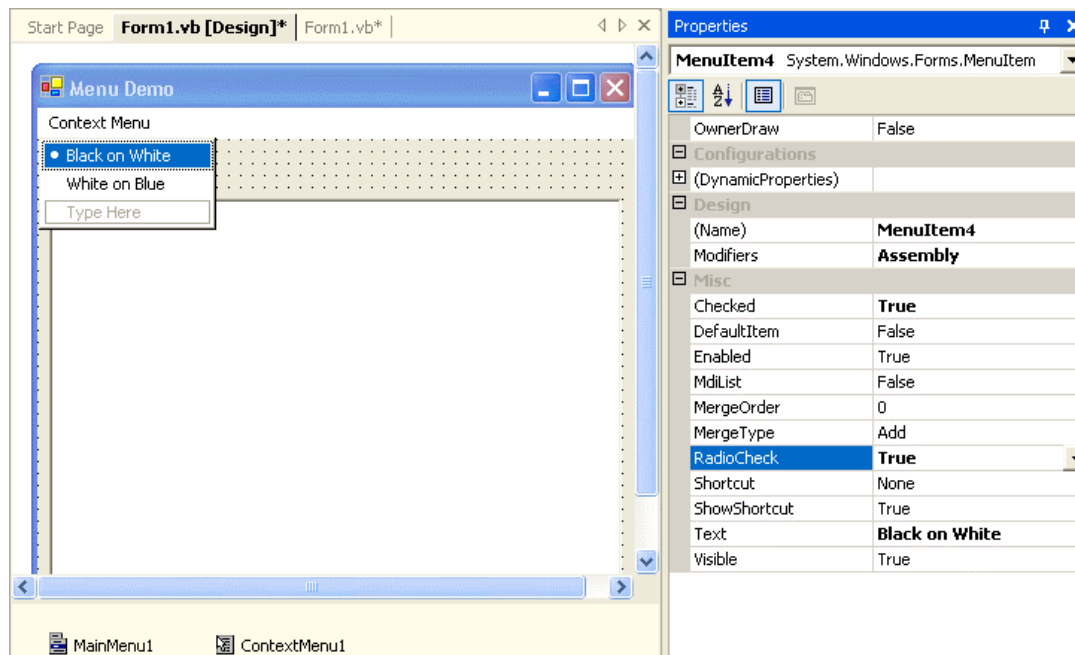 Start Page Form1.vb [Design]* Form1.vb*
Menu Demo
Context Menu
Black on White
White on Blue
Type Here
MainMenu1 ContextMenu1
Properties
MenuItem4 System.Windows.Forms.MenuItem
OwnerDraw False
Configurations
(DynamicProperties)
Design
(Name) MenuItem4
Modifiers Assembly
Misc
Checked True
DefaultItem False
Enabled True
MdiList False
MergeOrder 0
MergeType Add
RadioCheck True
Shortcut None
ShowShortcut True
Text Black on White
Visible True